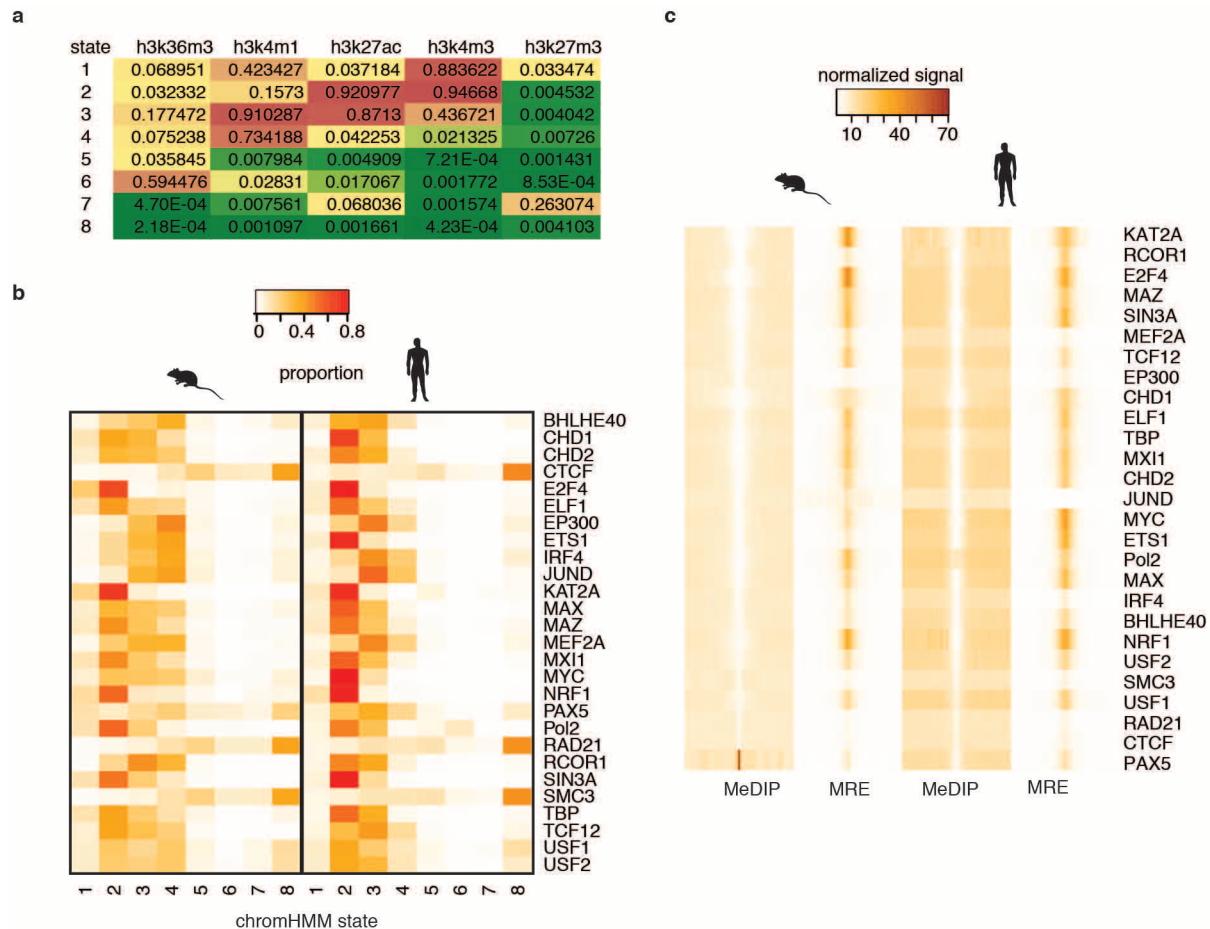 a
state h3k36m3 h3k4m1 h3k27ac h3k4m3 h3k27m3
1 0.068951 0.423427 0.037184 0.883622 0.033474
2 0.032332 0.1573 0.920977 0.94668 0.004532
3 0.177472 0.910287 0.8713 0.436721 0.004042
4 0.075238 0.734188 0.042253 0.021325 0.00726
5 0.035845 0.007984 0.004909 7.21E-04 0.001431
6 0.594476 0.02831 0.017067 0.001772 8.53E-04
7 4.70E-04 0.007561 0.068036 0.001574 0.263074
8 2.18E-04 0.001097 0.001661 4.23E-04 0.004103
b
0 0.4 0.8
proportion
BHLHE40
CHD1
CHD2
CTCF
E2F4
ELF1
EP300
ETS1
IRF4
JUND
KAT2A
MAX
MAZ
MEF2A
MXI1
MYC
NRF1
PAX5
Pol2
RAD21
RCOR1
SIN3A
SMC3
TBP
TCF12
USF1
USF2
1 2 3 4 5 6 7 8 1 2 3 4 5 6 7 8
chromHMM state
c
normalized signal
10 40 70
KAT2A
RCOR1
E2F4
MAZ
SIN3A
MEF2A
TCF12
EP300
CHD1
ELF1
TBP
MXI1
CHD2
JUND
MYC
ETS1
Pol2
MAX
IRF4
BHLHE40
NRF1
USF2
SMC3
USF1
RAD21
CTCF
PAX5
MeDIP MRE MeDIP MRE